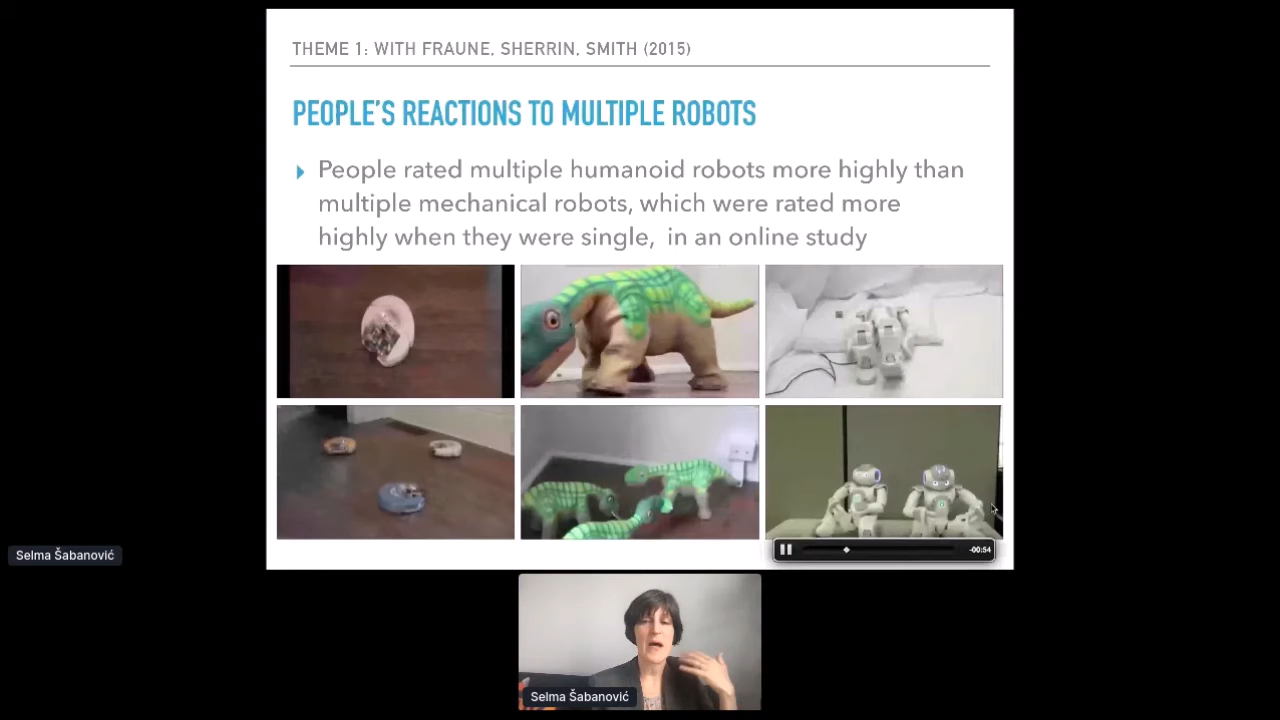 THEME 1: WITH FRAUNE, SHERRIN, SMITH (2015)
PEOPLE'S REACTIONS TO MULTIPLE ROBOTS
People rated multiple humanoid robots more highly than
multiple mechanical robots, which were rated more
highly when they were single, in an online study
-00:54
Selma Šabanović
Selma Šabanović